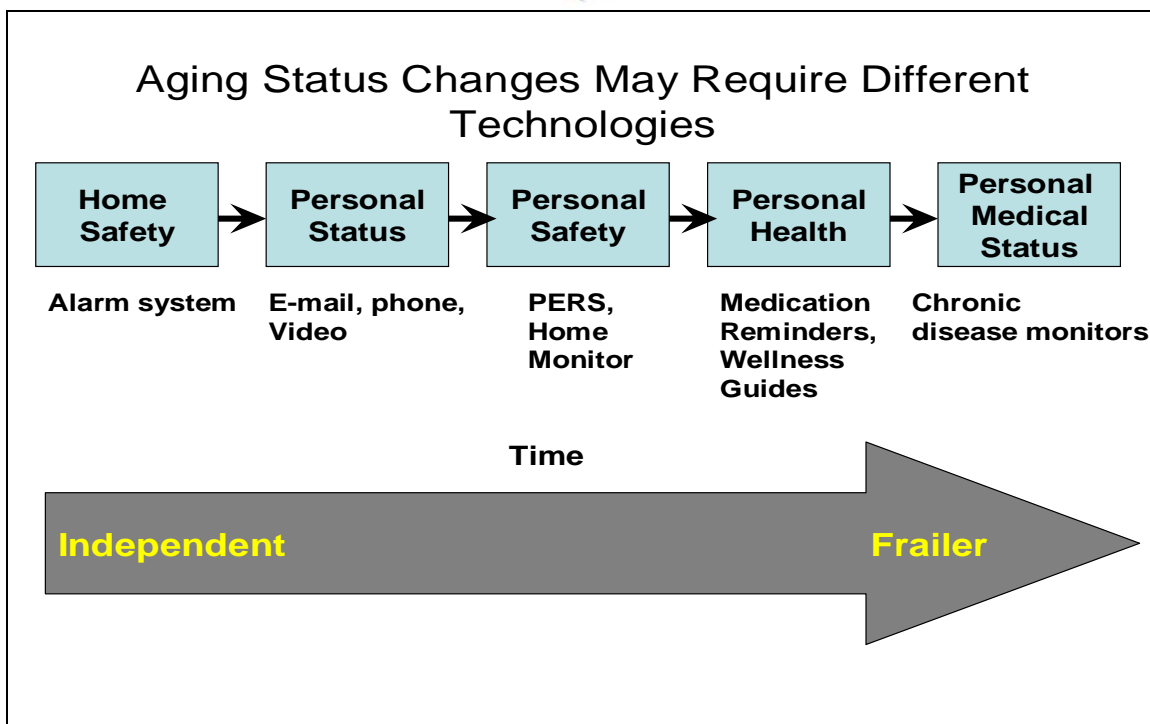 Aging Status Changes May Require Different
Technologies
Home
Safety
Personal
Status
Personal
Safety
Personal
Health
Personal
Medical
Status
Alarm system
E-mail, phone,
Video
PERS,
Home
Monitor
Medication
Reminders,
Wellness
Guides
Chronic
disease monitors
Time
Independent
Frailer